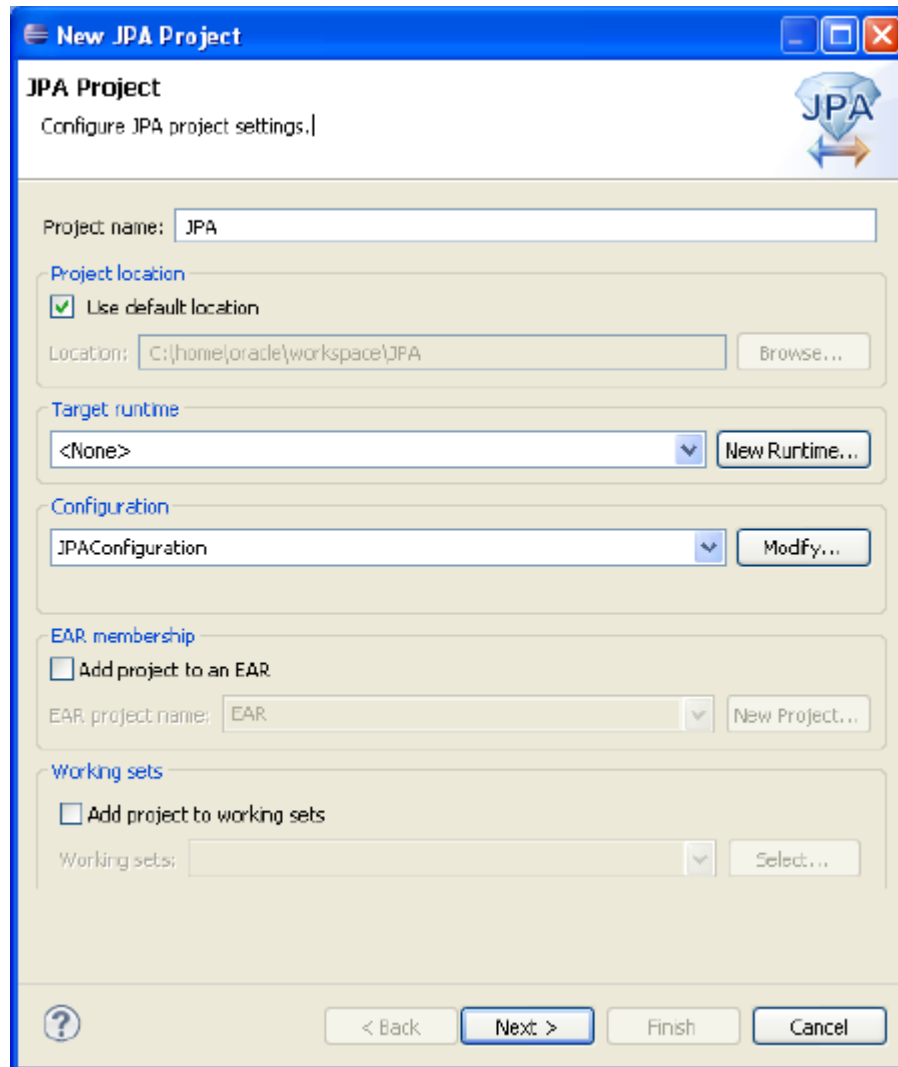 New JPA Project
JPA Project
Configure JPA project settings.
JPA
Project name: JPA
Project location
Use default location
Location: C:\home\oracle\workspace\JPA Browse...
Target runtime
<None> New Runtime...
Configuration
JPAConfiguration Modify...
EAR membership
Add project to an EAR
EAR project name: EAR New Project...
Working sets
Add project to working sets
Working sets: Select...
? < Back Next > Finish Cancel